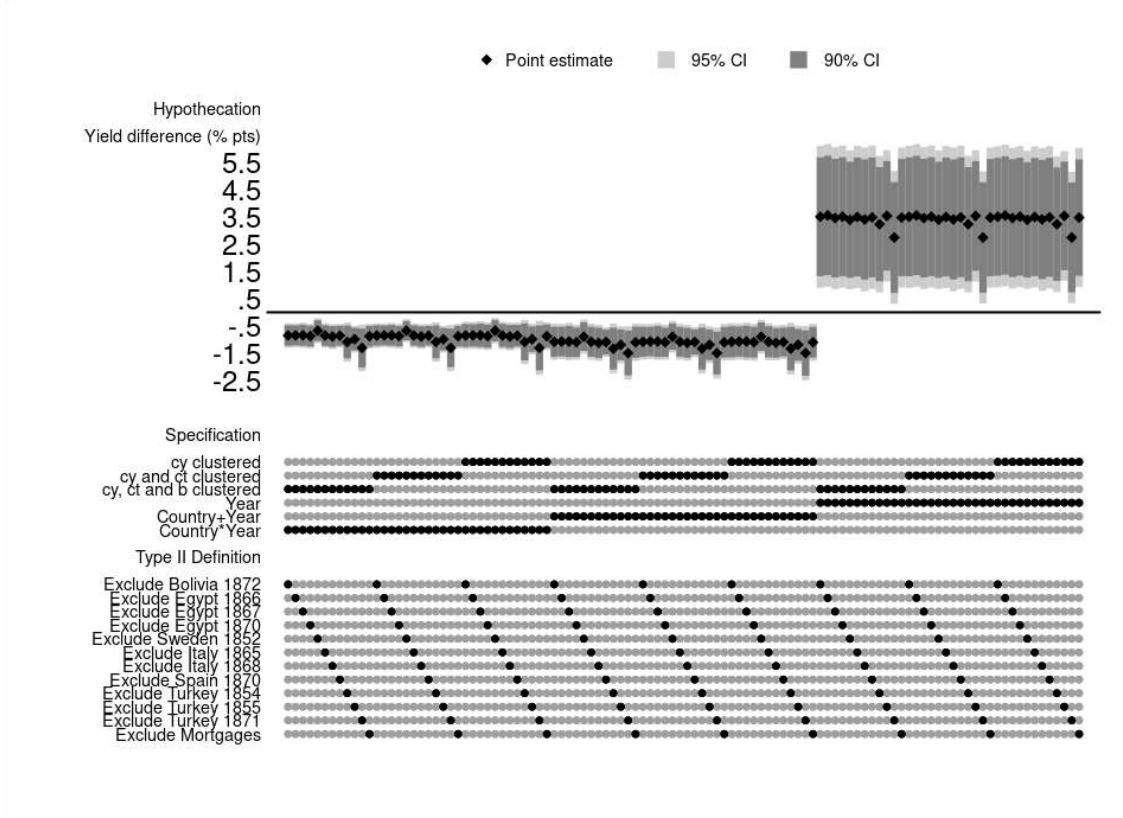 Point estimate 95% CI 90% CI
Hypothecation
Yield difference (% pts)
5.5
4.5
3.5
2.5
1.5
.5
-.5
-1.5
-2.5
Specification
cy clustered
cy and ct clustered
cy, ct and b clustered
Year
Country+Year
Country*Year
Type II Definition
Exclude Bolivia 1872
Exclude Egypt 1866
Exclude Egypt 1867
Exclude Egypt 1870
Exclude Sweden 1852
Exclude Italy 1865
Exclude Italy 1868
Exclude Spain 1870
Exclude Turkey 1854
Exclude Turkey 1855
Exclude Turkey 1871
Exclude Mortgages